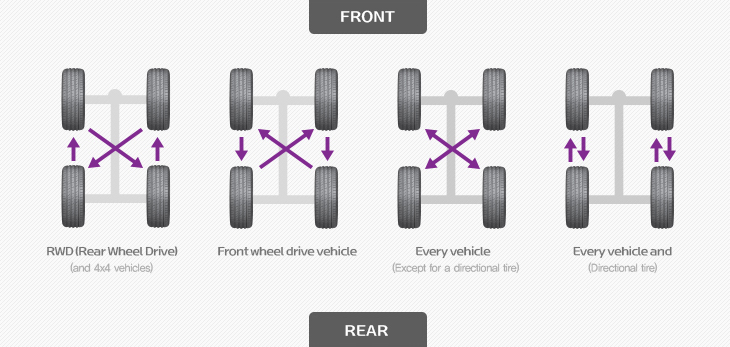 FRONT
RWD (Rear Wheel Drive)
(and 4x4 vehicles)
Front wheel drive vehicle
Every vehicle
(Except for a directional tire)
Every vehicle and
(Directional tire)
REAR